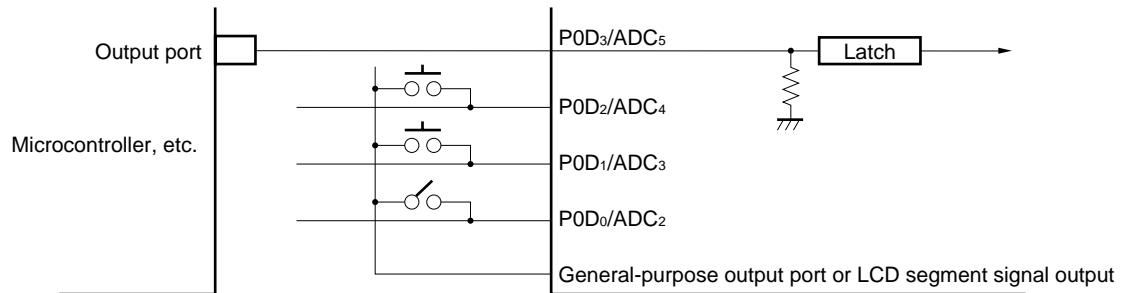 P0D₃/ADC₅
Output port
Latch
P0D₂/ADC₄
Microcontroller, etc.
P0D₁/ADC₃
P0D₀/ADC₂
General-purpose output port or LCD segment signal output